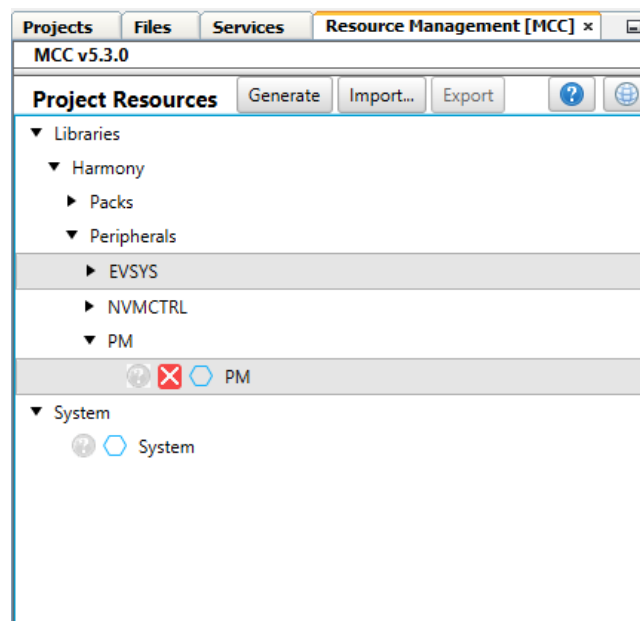 Projects Files Services Resource Management [MCC] ×
MCC v5.3.0
Project Resources Generate Import... Export ?
Libraries
Harmony
Packs
Peripherals
EVSYS
NVMCTRL
PM
? PM
System
? System